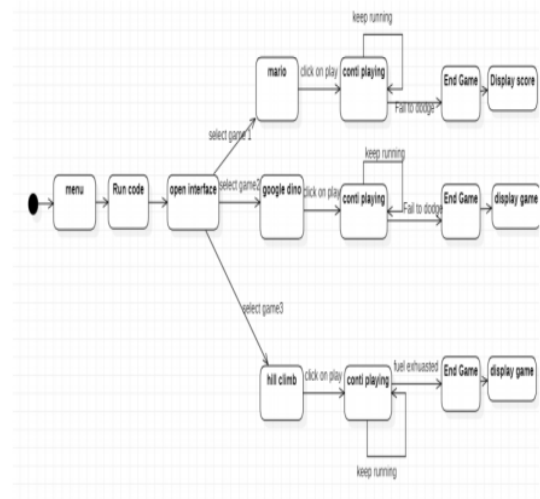 keep running
mario
click on play
conti playing
End Game
Display score
Fail to dodge
select game 1
keep running
menu
Run code
open interface
select game2
google dino
click on play
conti playing
Fail to dodge
End Game
display game
select game3
hill climb
click on play
conti playing
fuel exhuasted
End Game
display game
keep running